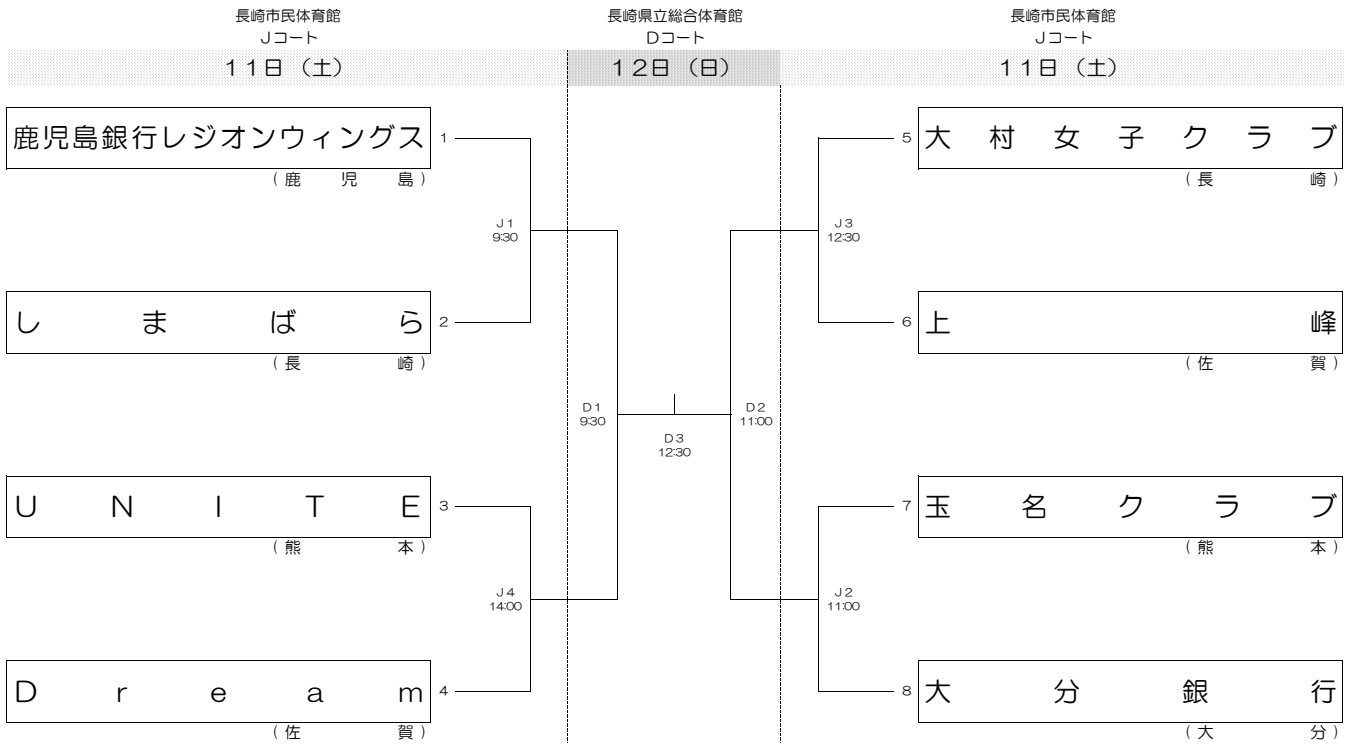 長崎市民体育館 長崎県立総合体育館 長崎市民体育館
Jコート Dコート Jコート
11日（土） 12日（日） 11日（土）
鹿児島銀行レジオンウィングス 1 5 大村女子クラブ
（鹿児島） （長崎）
J1 J3
9:30 12:30
しまばら 2 6 上峰
（長崎） （佐賀）
D1 D2
9:30 11:00
D3
12:30
UNITE 3 7 玉名クラブ
（熊本） （熊本）
J4 J2
14:00 11:00
Dream 4 8 大分銀行
（佐賀） （大分）